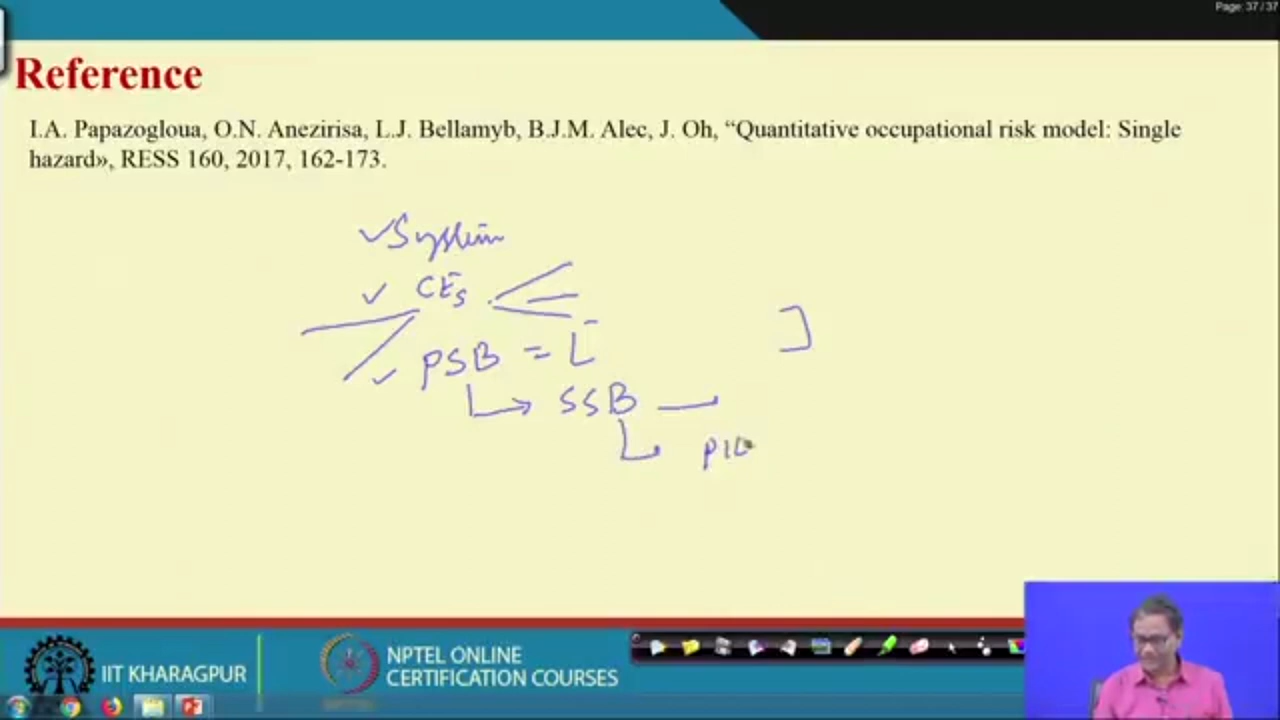 Page: 37 / 37
Reference
I.A. Papazogloua, O.N. Anezirisa, L.J. Bellamyb, B.J.M. Alec, J. Oh, “Quantitative occupational risk model: Single
hazard», RESS 160, 2017, 162-173.
System
CEs
PSB = L
SSB
IIT KHARAGPUR
NPTEL ONLINE
CERTIFICATION COURSES